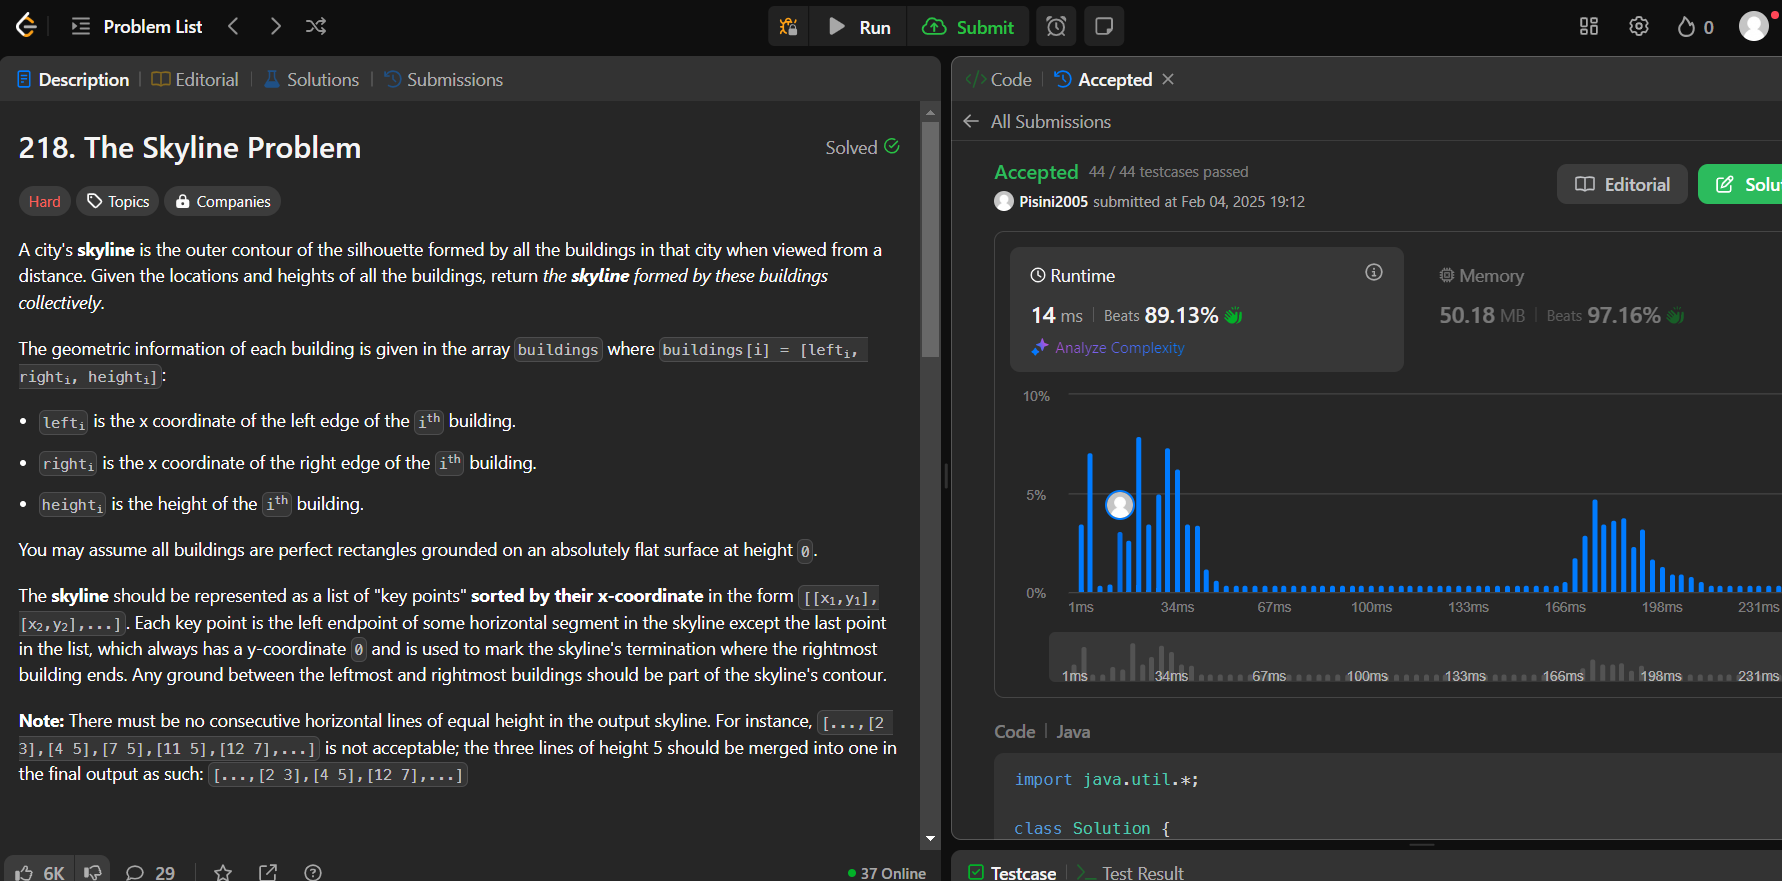 Problem List
Run
Submit
0
Description
Editorial
Solutions
Submissions
218. The Skyline Problem
Solved
Hard
Topics
Companies
A city's skyline is the outer contour of the silhouette formed by all the buildings in that city when viewed from a
distance. Given the locations and heights of all the buildings, return the skyline formed by these buildings
collectively.
The geometric information of each building is given in the array buildings where buildings[i] = [lefti,
righti, heighti]:
• lefti is the x coordinate of the left edge of the ith building.
• righti is the x coordinate of the right edge of the ith building.
• heighti is the height of the ith building.
You may assume all buildings are perfect rectangles grounded on an absolutely flat surface at height 0.
The skyline should be represented as a list of "key points" sorted by their x-coordinate in the form [[x1,y1],
[x2,y2],...]. Each key point is the left endpoint of some horizontal segment in the skyline except the last point
in the list, which always has a y-coordinate 0 and is used to mark the skyline's termination where the rightmost
building ends. Any ground between the leftmost and rightmost buildings should be part of the skyline's contour.
Note: There must be no consecutive horizontal lines of equal height in the output skyline. For instance, [...,[2
3],[4 5],[7 5],[11 5],[12 7],...] is not acceptable; the three lines of height 5 should be merged into one in
the final output as such: [...,[2 3],[4 5],[12 7],...]
6K
29
37 Online
</> Code
Accepted
All Submissions
Accepted 44 / 44 testcases passed
Pisini2005 submitted at Feb 04, 2025 19:12
Editorial
Solut
Runtime
14 ms | Beats 89.13%
Analyze Complexity
Memory
50.18 MB | Beats 97.16%
10%
5%
0%
1ms 34ms 67ms 100ms 133ms 166ms 198ms 231ms
1ms 34ms 67ms 100ms 133ms 166ms 198ms 231ms
Code | Java
import java.util.*;
class Solution {
Testcase
Test Result